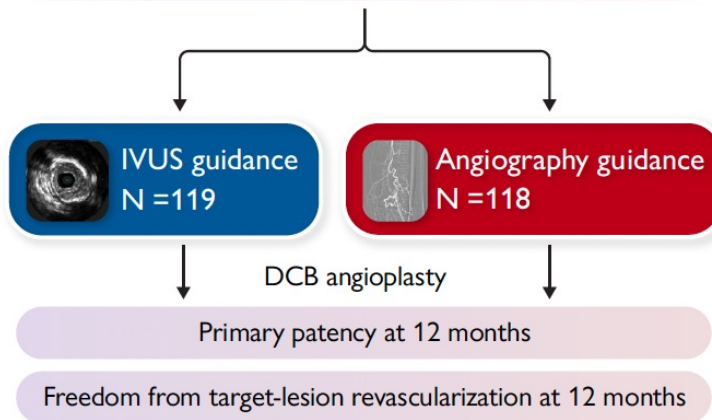 IVUS guidance
N =119
Angiography guidance
N =118
DCB angioplasty
Primary patency at 12 months
Freedom from target-lesion revascularization at 12 months